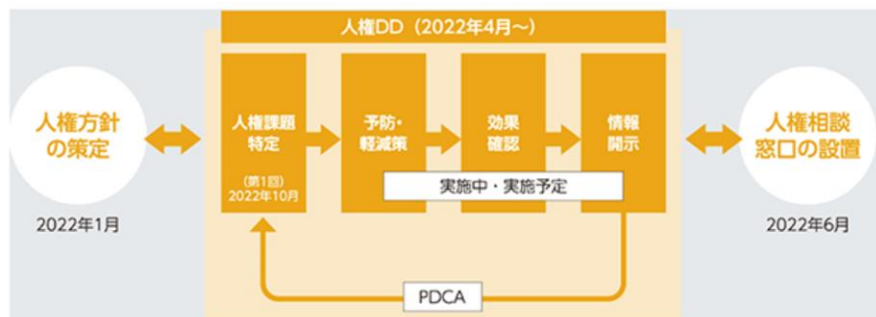 人権DD（2022年4月～）
人権方針
の策定
2022年1月
人権課題
特定
（第1回）
2022年10月
予防・
軽減策
効果
確認
情報
開示
実施中・実施予定
人権相談
窓口の設置
2022年6月
PDCA